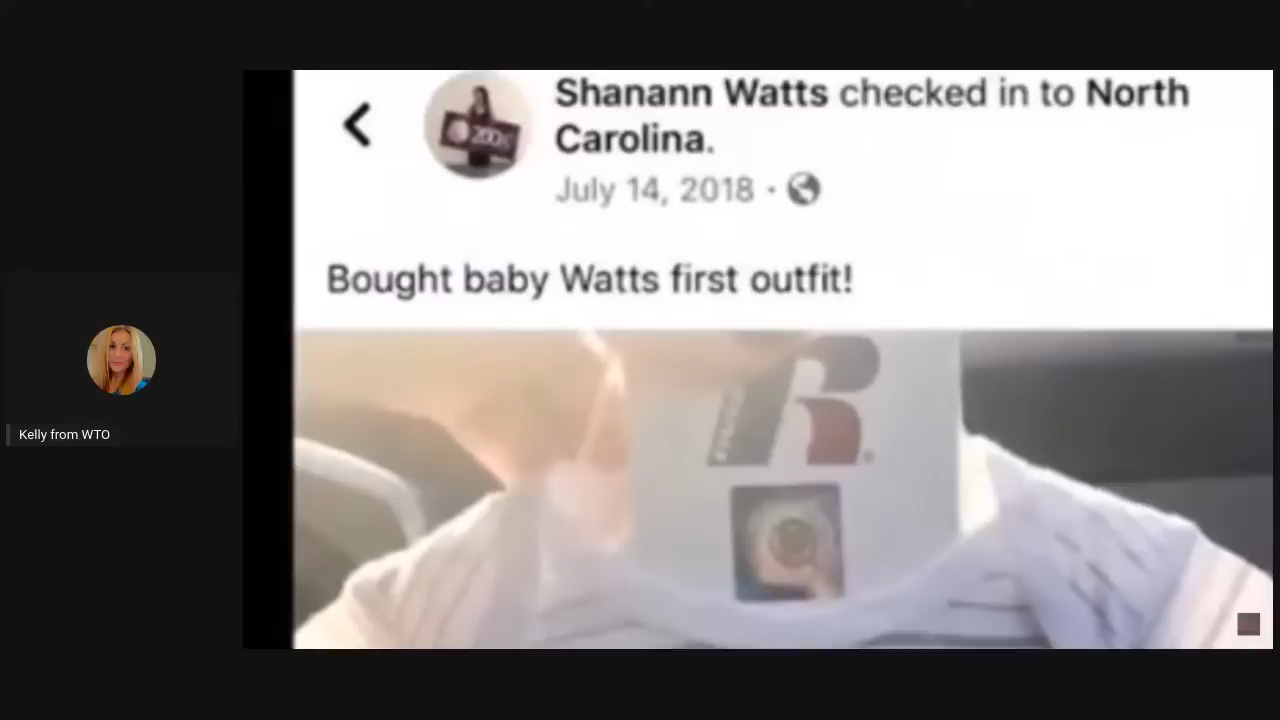 Shanann Watts checked in to North
Carolina.
July 14, 2018 ·
Bought baby Watts first outfit!
R
Kelly from WTO